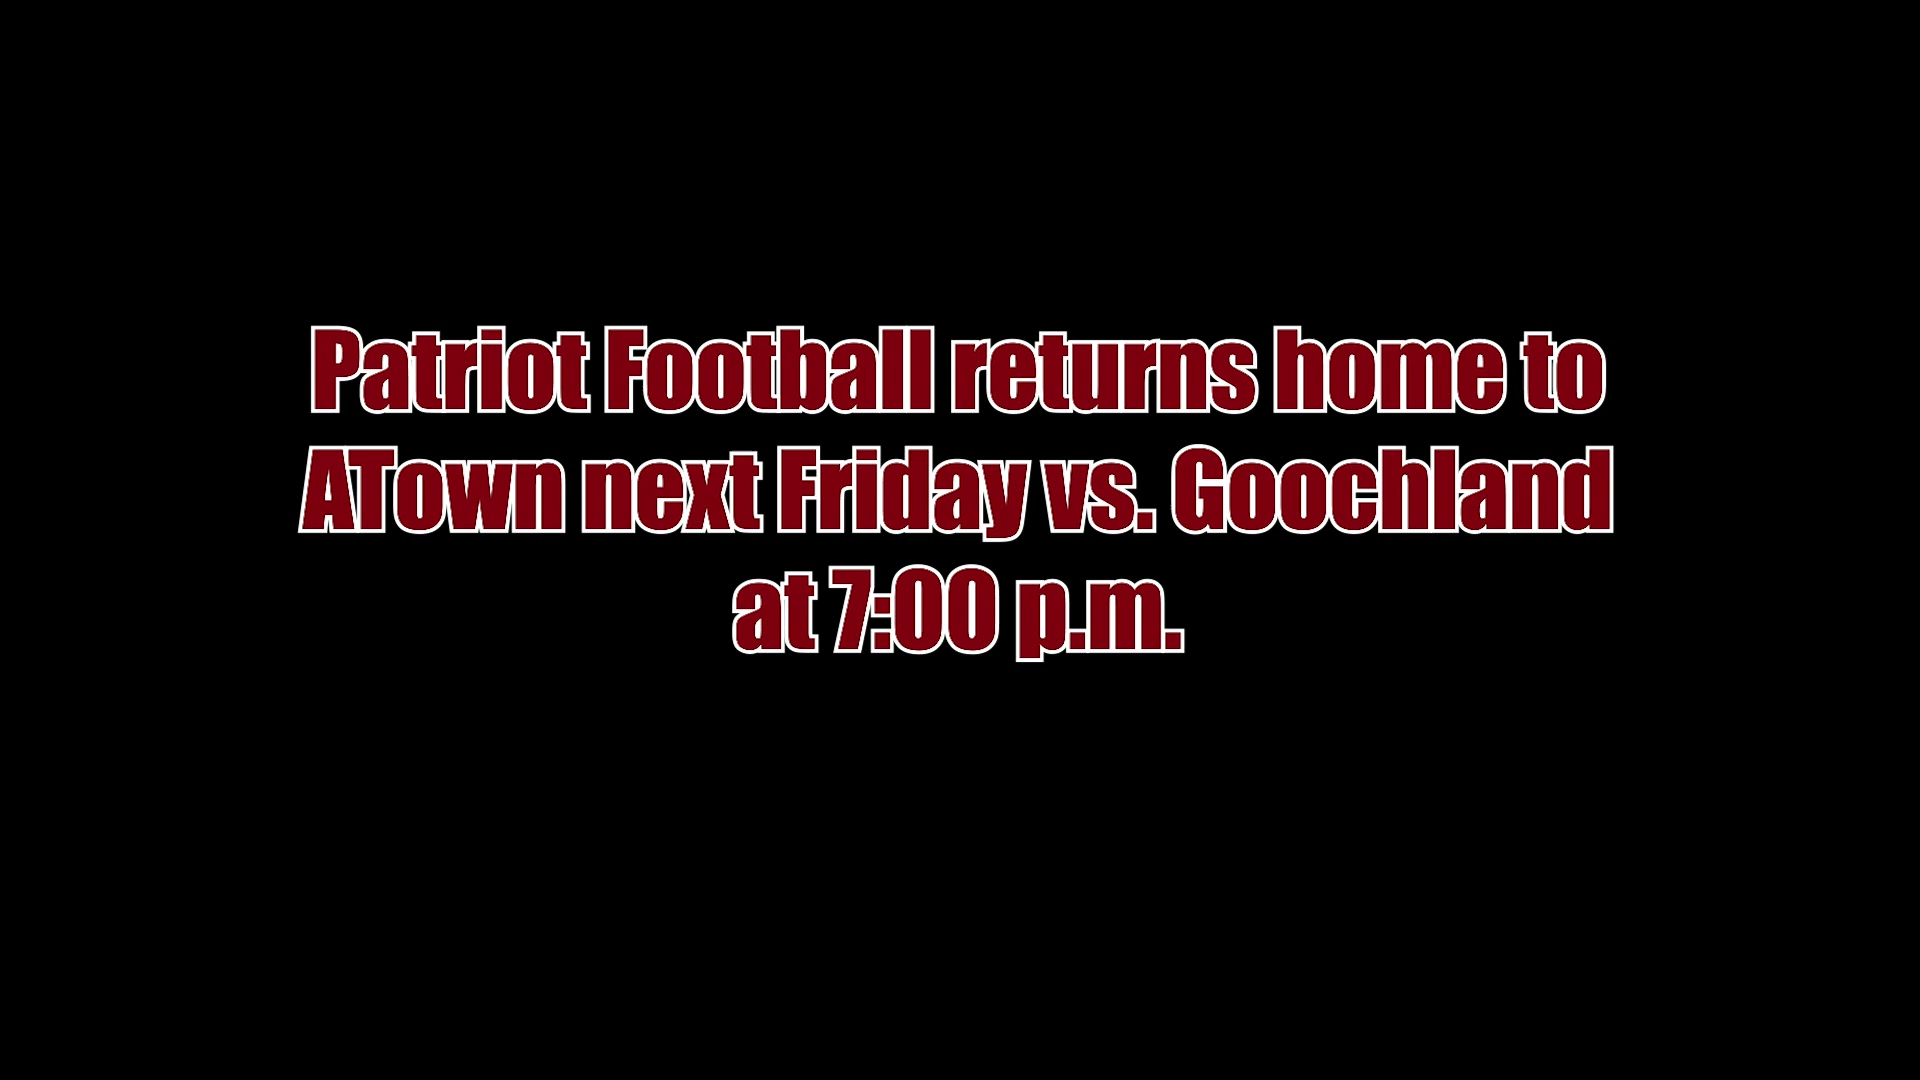 Patriot Football returns home to
ATown next Friday vs. Goochland
at 7:00 p.m.